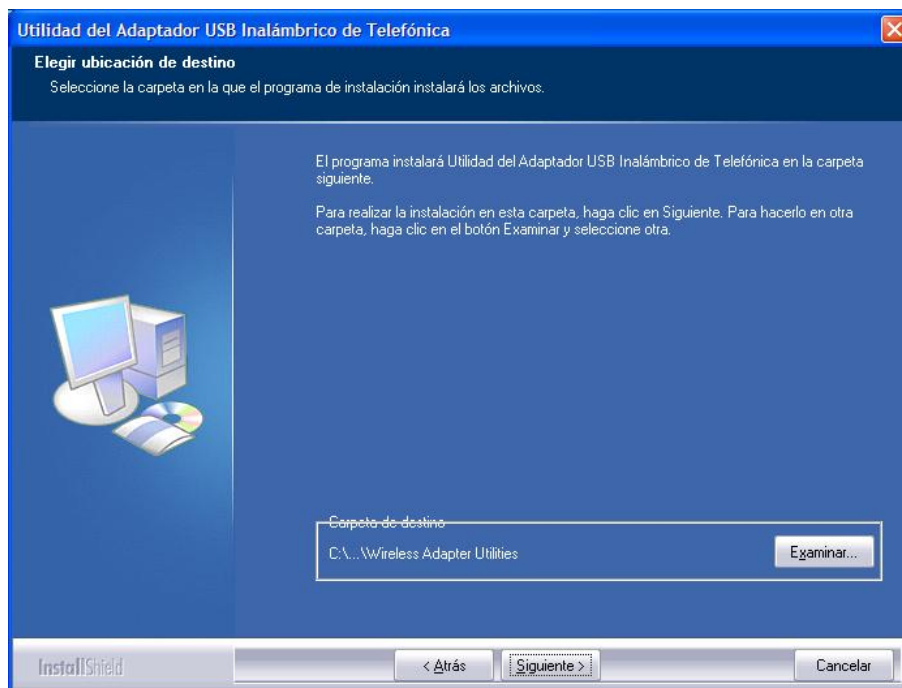 Utilidad del Adaptador USB Inalámbrico de Telefónica
Elegir ubicación de destino
Seleccione la carpeta en la que el programa de instalación instalará los archivos.
El programa instalará Utilidad del Adaptador USB Inalámbrico de Telefónica en la carpeta
siguiente.
Para realizar la instalación en esta carpeta, haga clic en Siguiente. Para hacerlo en otra
carpeta, haga clic en el botón Examinar y seleccione otra.
Carpeta de destino
C:\...\Wireless Adapter Utilities
Examinar...
InstallShield
< Atrás
Siguiente >
Cancelar